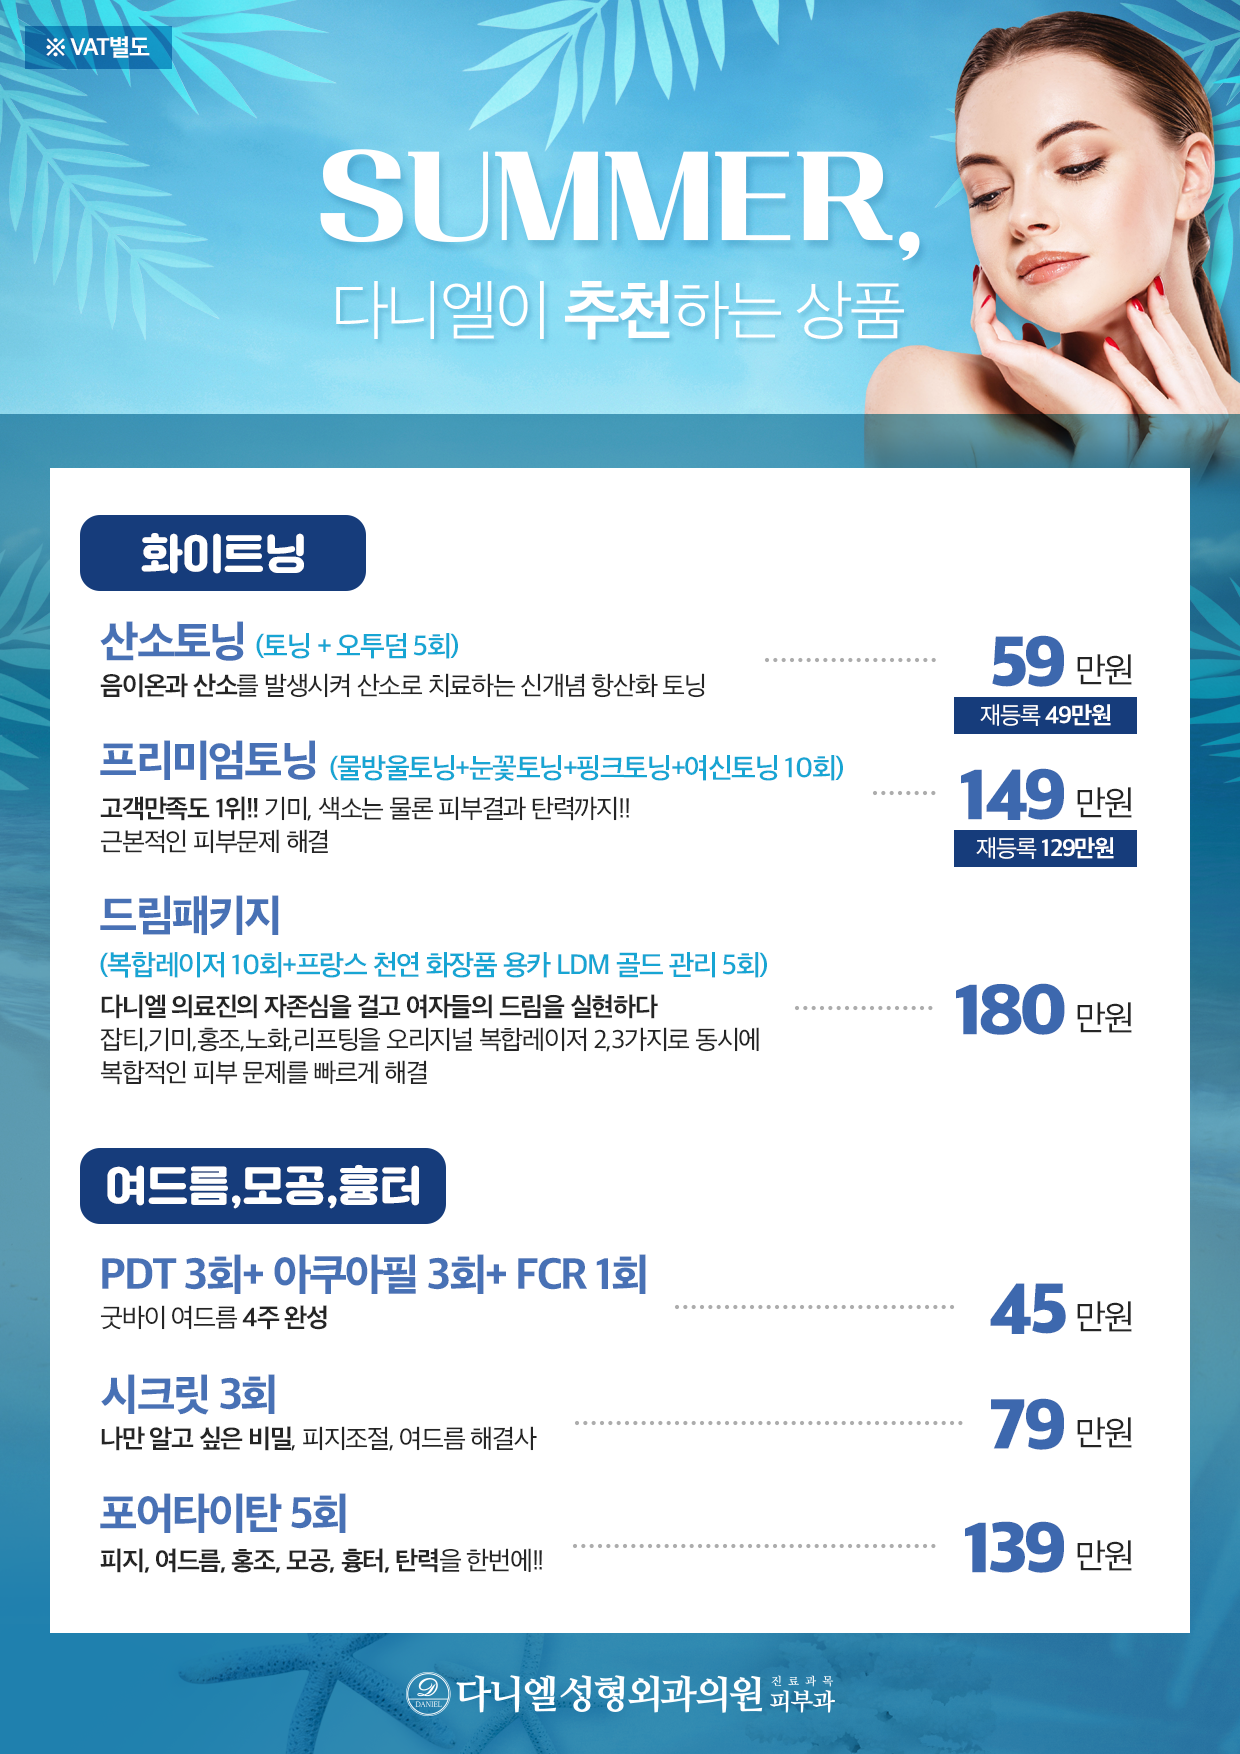 ※ VAT별도
SUMMER,
다니엘이 추천하는 상품
화이트닝
산소토닝 (토닝 + 오투덤 5회)
음이온과 산소를 발생시켜 산소로 치료하는 신개념 항산화 토닝
59 만원
재등록 49만원
프리미엄토닝 (물방울토닝+눈꽃토닝+핑크토닝+여신토닝 10회)
고객만족도 1위!! 기미, 색소는 물론 피부결과 탄력까지!!
근본적인 피부문제 해결
149 만원
재등록 129만원
드림패키지
(복합레이저 10회+프랑스 천연 화장품 용카 LDM 골드 관리 5회)
다니엘 의료진의 자존심을 걸고 여자들의 드림을 실현하다
잡티,기미,홍조,노화,리프팅을 오리지널 복합레이저 2,3가지로 동시에
복합적인 피부 문제를 빠르게 해결
180 만원
여드름,모공,흉터
PDT 3회+ 아쿠아필 3회+ FCR 1회
굿바이 여드름 4주 완성
45 만원
시크릿 3회
나만 알고 싶은 비밀, 피지조절, 여드름 해결사
79 만원
포어타이탄 5회
피지, 여드름, 홍조, 모공, 흉터, 탄력을 한번에!!
139 만원
DANIEL 다니엘성형외과의원 진료과목 피부과